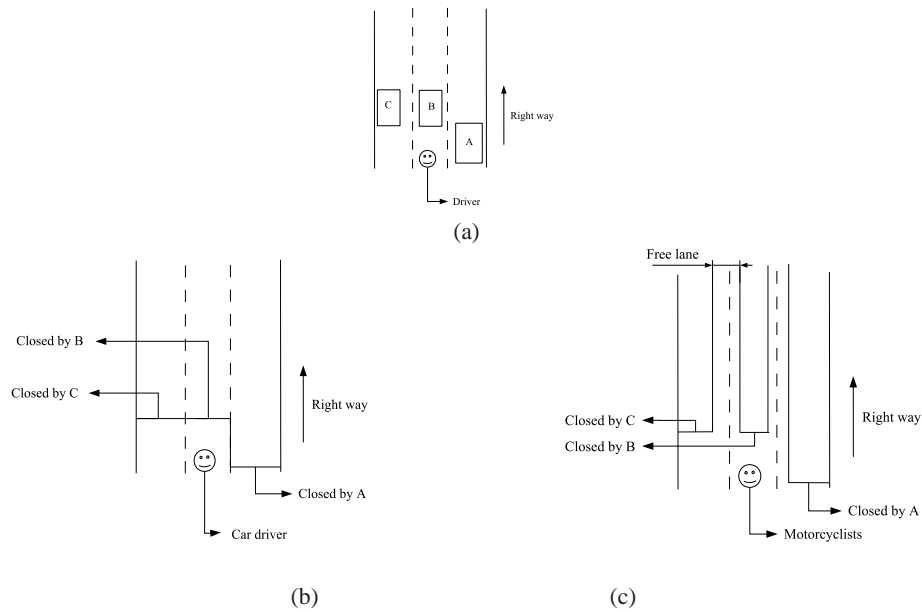 C
B
A
Right way
Driver
(a)
Closed by B
Closed by C
Right way
Closed by A
Car driver
(b)
Free lane
Closed by C
Closed by B
Right way
Closed by A
Motorcyclists
(c)